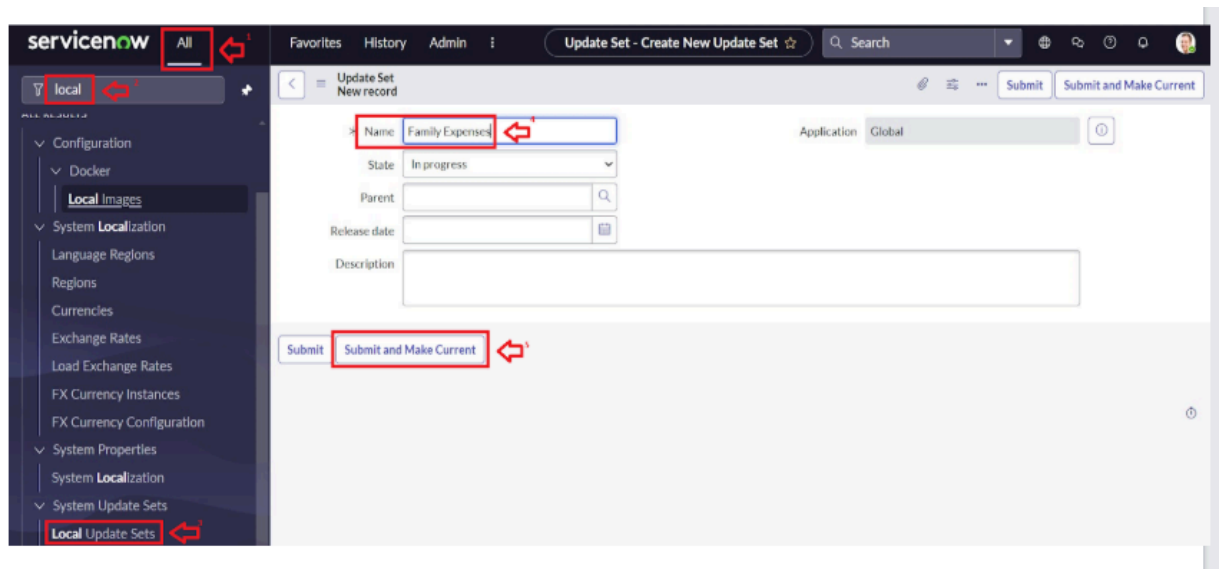 servicenow All 1 Favorites History Admin Update Set - Create New Update Set Search
local
Update Set
New record
Submit Submit and Make Current
Configuration
Docker
Local Images
System Localization
Language Regions
Regions
Currencies
Exchange Rates
Load Exchange Rates
FX Currency Instances
FX Currency Configuration
System Properties
System Localization
System Update Sets
Local Update Sets
Name Family Expenses 4
Application Global
State In progress
Parent
Release date
Description
Submit Submit and Make Current 5